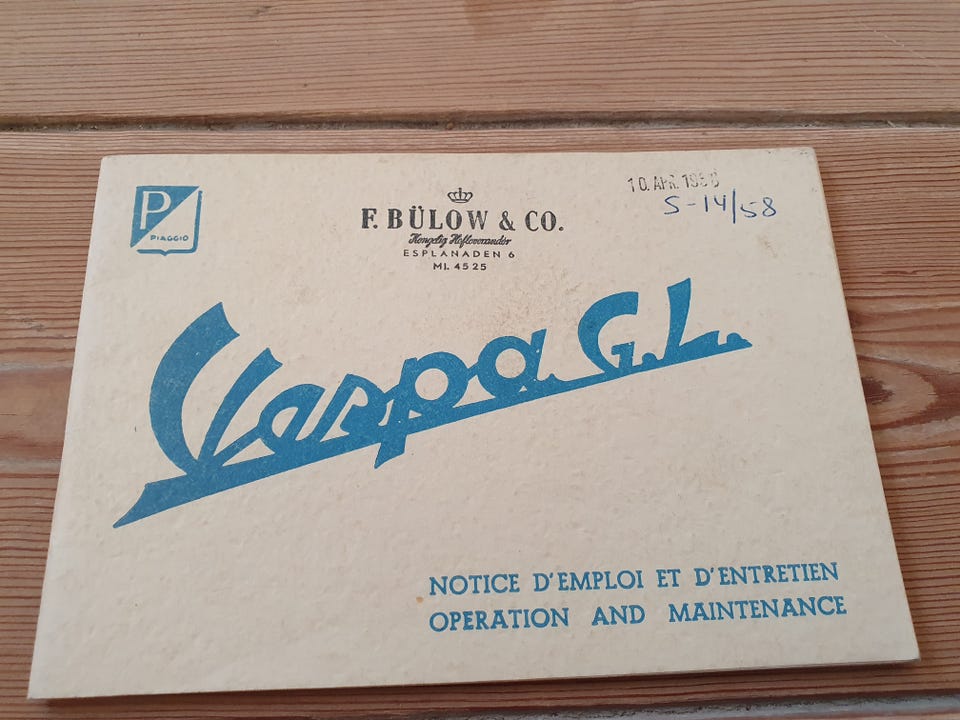 P
PIAGGIO
F. BÜLOW & CO.
Kongelig Hofleverandør
ESPLANADEN 6
MI. 4525
10. APR. 1958
S-14/58
Vespa G.L.
NOTICE D'EMPLOI ET D'ENTRETIEN
OPERATION AND MAINTENANCE